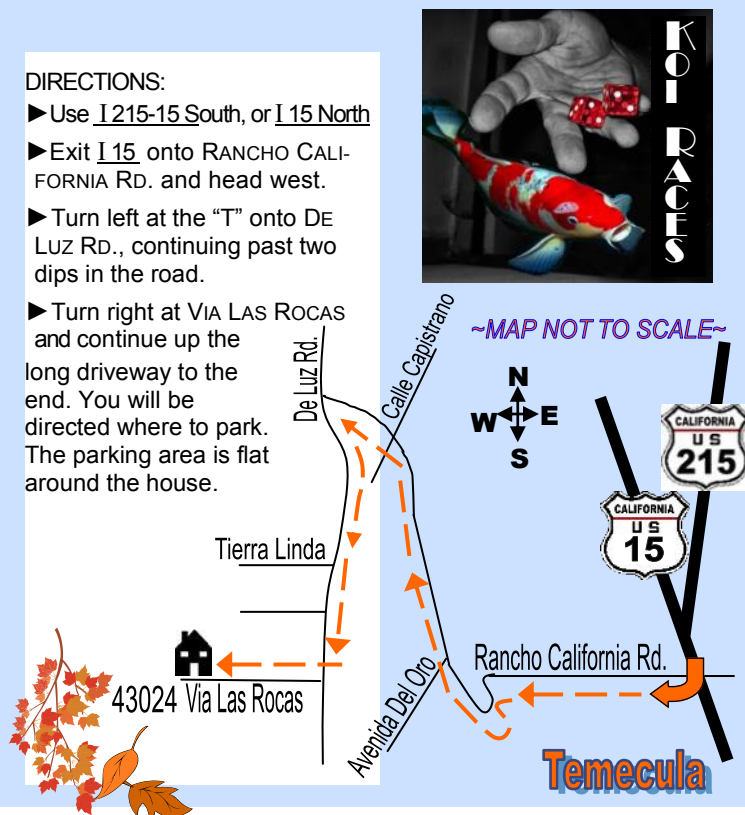 DIRECTIONS:
►Use I 215-15 South, or I 15 North
►Exit I 15 onto RANCHO CALI-
FORNIA RD. and head west.
►Turn left at the “T” onto DE
LUZ RD., continuing past two
dips in the road.
►Turn right at VIA LAS ROCAS
and continue up the
long driveway to the
end. You will be
directed where to park.
The parking area is flat
around the house.
KOI RACES
~MAP NOT TO SCALE~
De Luz Rd.
Calle Capistrano
N
W E
S
CALIFORNIA
US
215
CALIFORNIA
US
15
Tierra Linda
Rancho California Rd.
43024 Via Las Rocas
Avenida Del Oro
Temecula